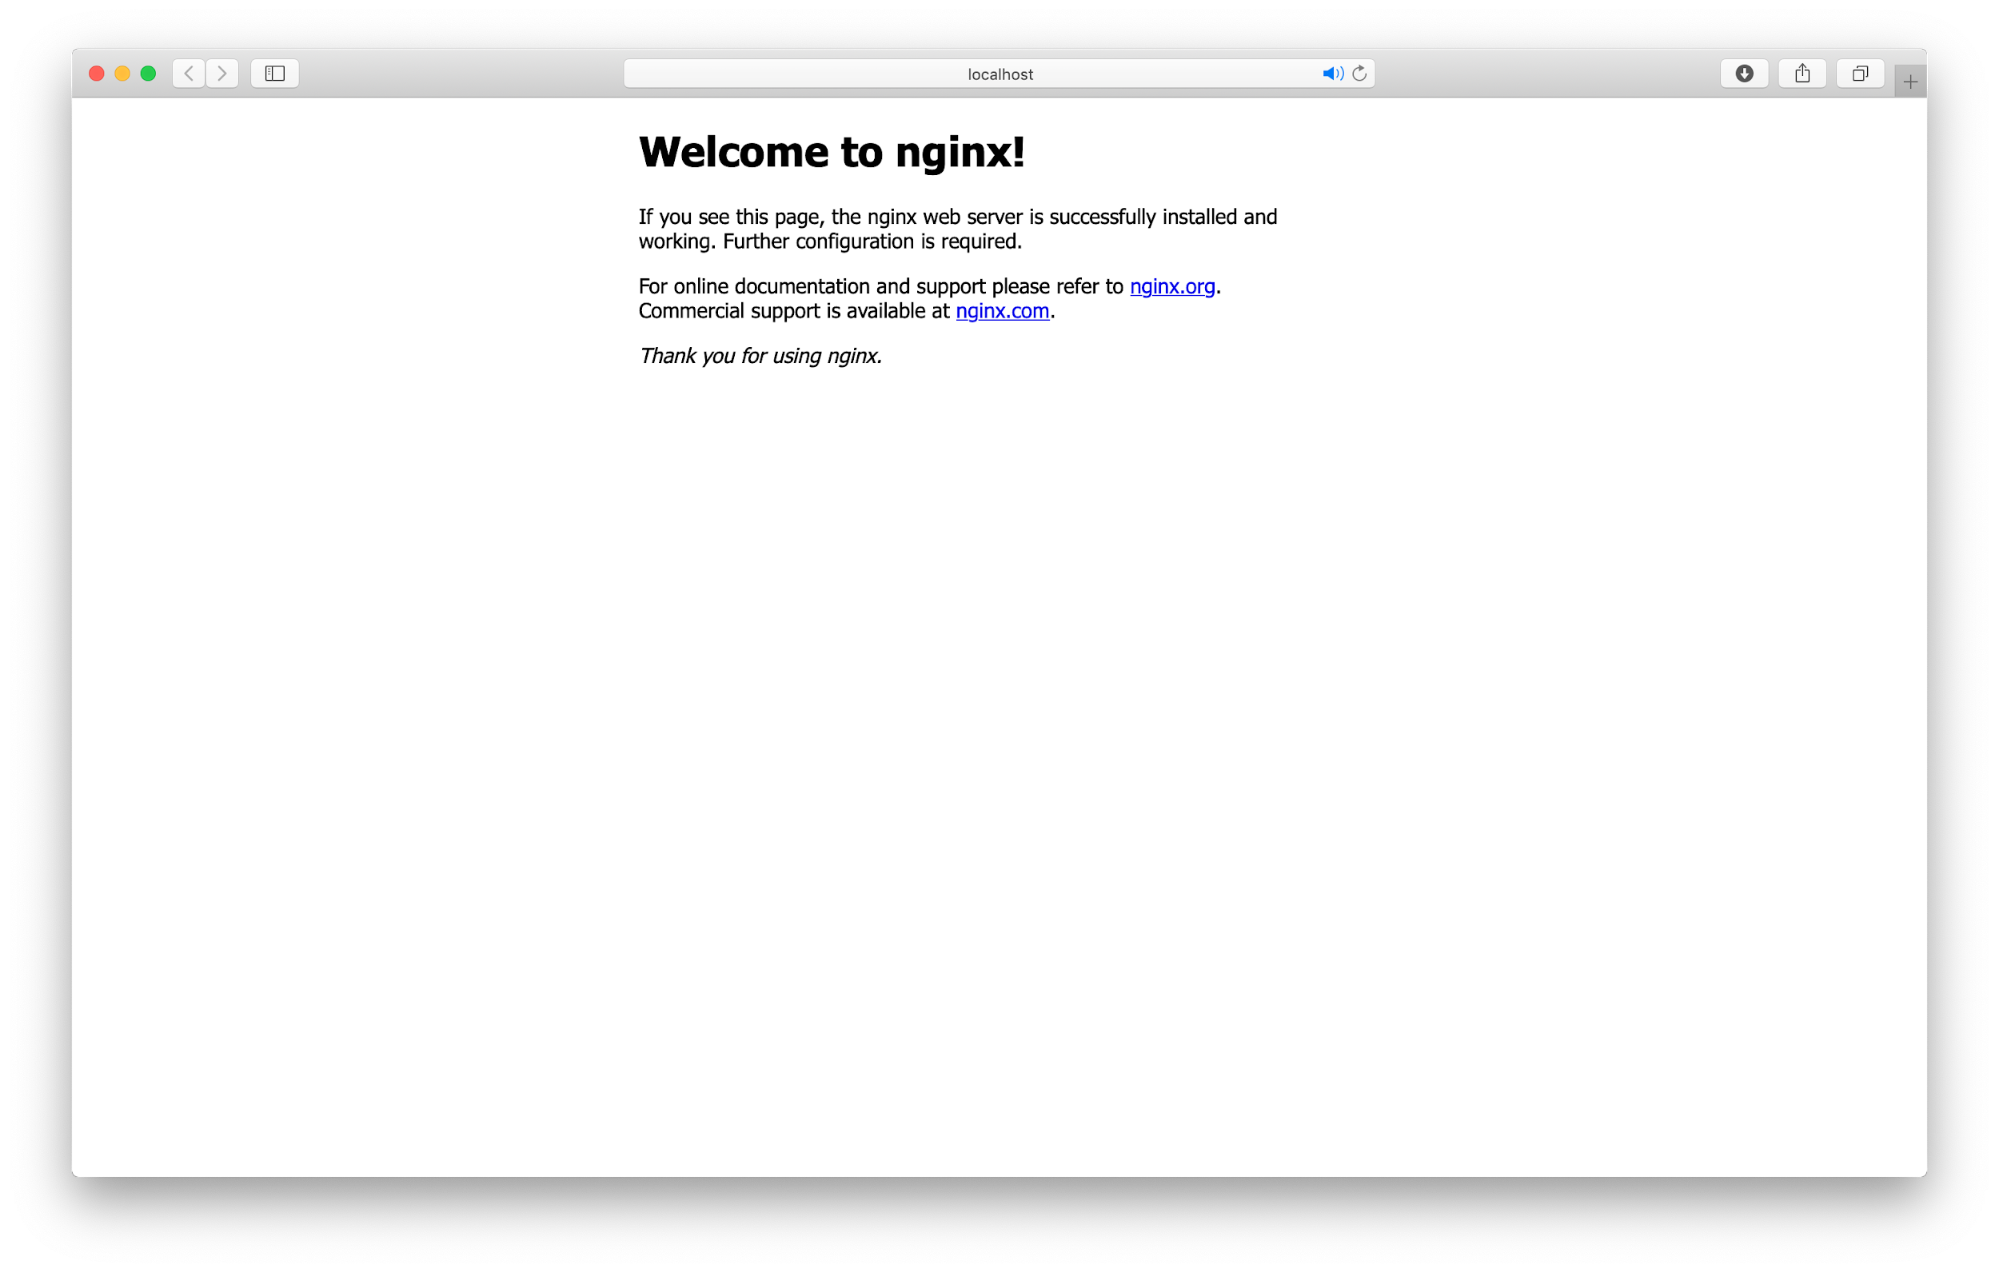 localhost
Welcome to nginx!
If you see this page, the nginx web server is successfully installed and
working. Further configuration is required.
For online documentation and support please refer to nginx.org.
Commercial support is available at nginx.com.
Thank you for using nginx.